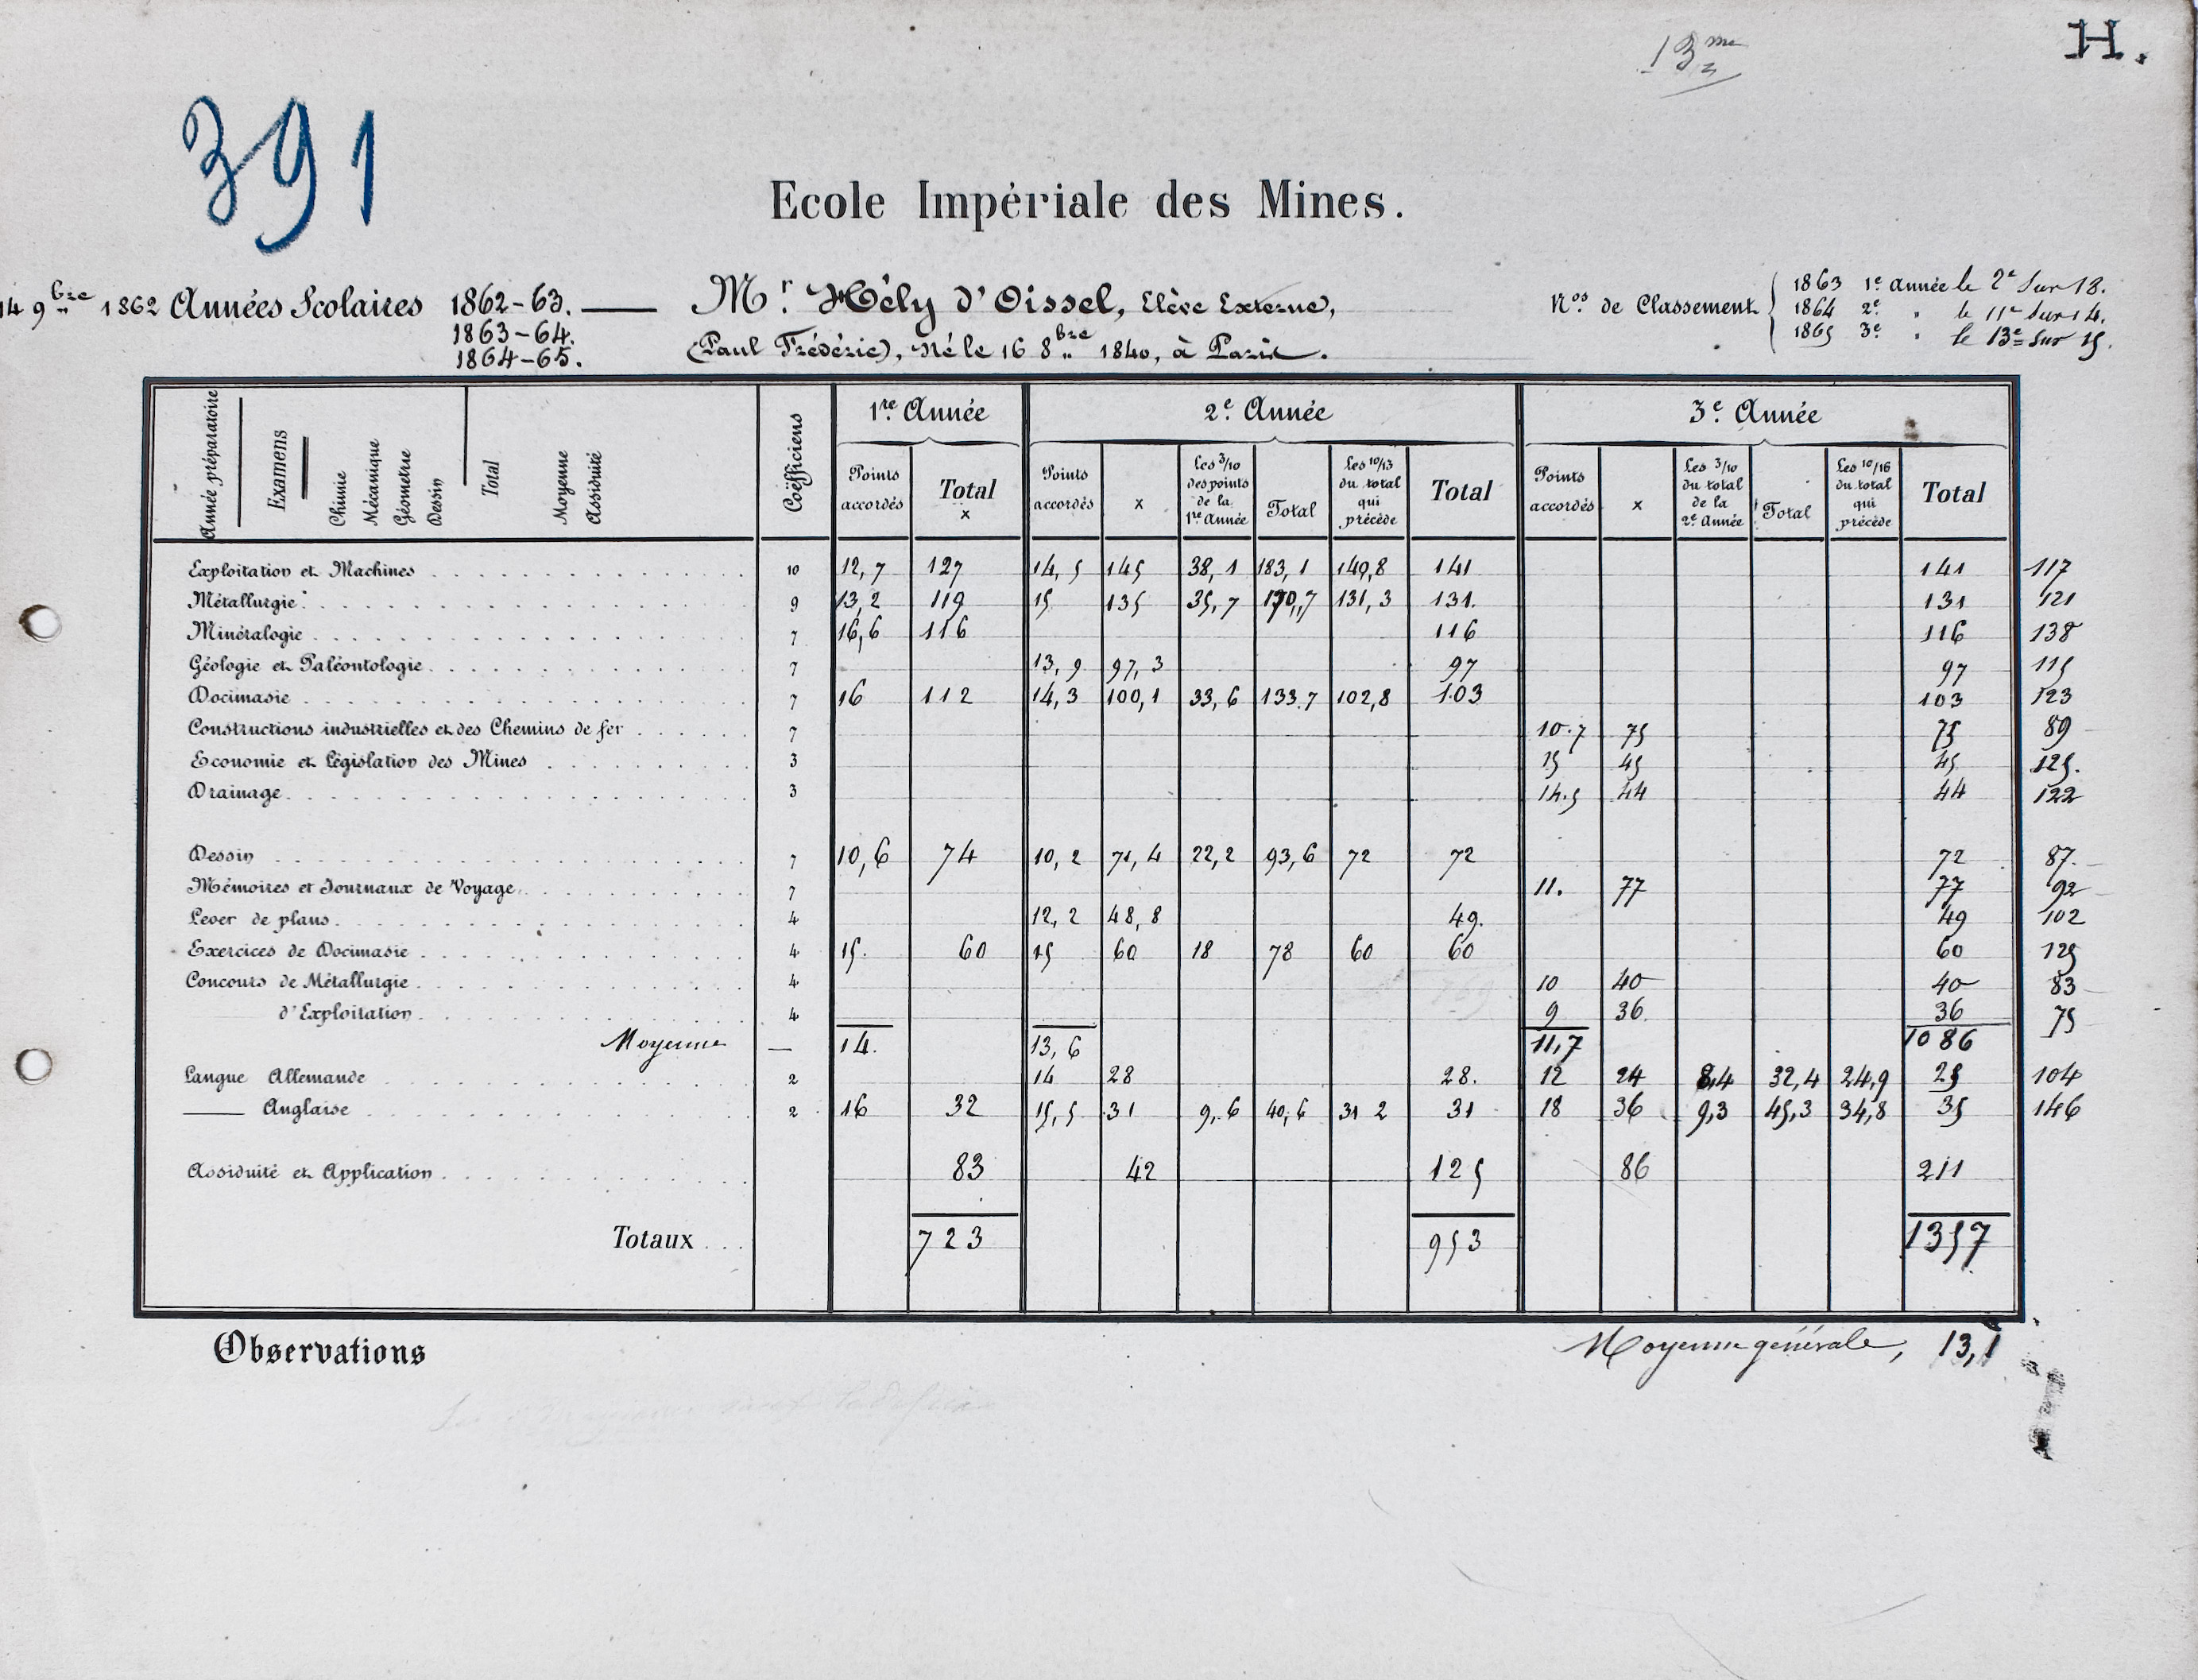 13me
H.
391
Ecole Impériale des Mines.
14 9bre 1862 Années Scolaires 1862-63. — Mr. Hély d'Oissel, Elève Externe,
1863-64.
1864-65.
(Paul Frédéric), né le 16 8bre 1840, à Paris.
Nos de Classement
1863 1e année le 2e sur 18.
1864 2e " le 11e sur 14.
1865 3e " le 13e sur 15.
Année préparatoire
Examens
Chimie
Mécanique
Géometrie
Dessin
Total
Moyenne
Assiduité
Coëfficiens
1re Année 2e Année 3e Année
Points accordés Total x Points accordés x Les 3/10 des points de la 1re Année Total Les 10/13 du total qui précède Total Points accordés x Les 3/10 du total de la 2e Année Total Les 10/16 du total qui précède Total
Exploitation et Machines 10 12,7 127 14,5 145 38,1 183,1 140,8 141 141 117
Métallurgie 9 13,2 119 15 135 35,7 170,7 131,3 131. 131 121
Minéralogie 7 16,6 116 116 116 138
Géologie et Paléontologie 7 13,9 97,3 97 97 115
Docimasie 7 16 112 14,3 100,1 33,6 133.7 102,8 103 103 123
Constructions industrielles et des Chemins de fer 7 10.7 75 75 89
Economie et Législation des Mines 3 15 45 45 125.
Drainage 3 14.5 44 44 122
Dessin 7 10,6 74 10,2 71,4 22,2 93,6 72 72 72 87.
Mémoires et Journaux de Voyage 7 11. 77 77 92
Lever de plans 4 12,2 48,8 49. 49 102
Exercices de Docimasie 4 15. 60 15 60 18 78 60 60 60 125
Concours de Métallurgie 4 10 40 40 83
d'Exploitation 4 9 36 36 75
Moyenne — 14. 13,6 11,7 1086
Langue Allemande 2 14 28 28. 12 24 8,4 32,4 24,9 25 104
— Anglaise 2 16 32 15,5 31 9,6 40,6 31 2 31 18 36 9,3 45,3 34,8 35 146
Assiduité et Application 83 42 125 86 211
Totaux 723 953 1357
Observations
Moyenne générale, 13,1